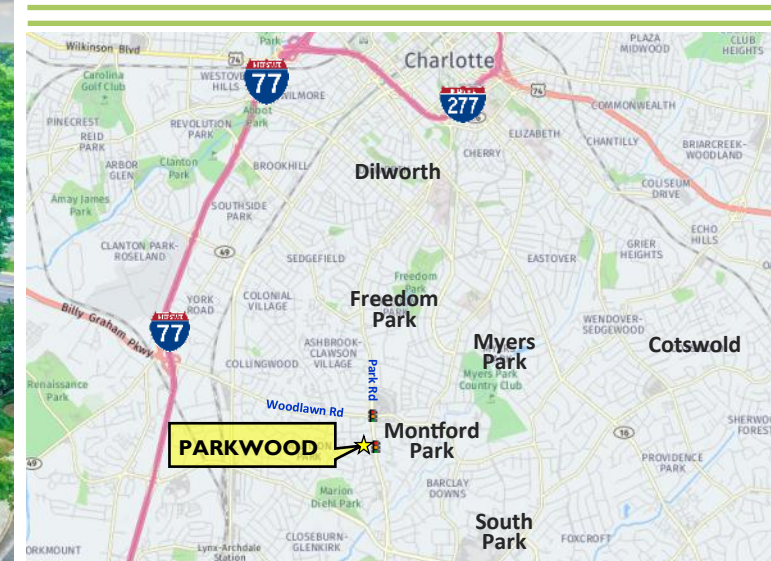 Wilkinson Blvd
Park
74
Charlotte
PLAZA
MIDWOOD
CLUB
HEIGHTS
Carolina
Golf Club
HILLS
INTERSTATE
77
WILMORE
Abbot
Park
277
74
COMMONWEALTH
PINECREST
REID
PARK
REVOLUTION
PARK
ELIZABETH
CHANTILLY
BRIARCREEK-
WOODLAND
CHERRY
ARBOR
GLEN
Clanton
Park
BROOKHILL
Dilworth
COLISEUM
DRIVE
Amay James
Park
SOUTHSIDE
PARK
ECHO
HILLS
CLANTON PARK-
ROSELAND
49
SEDGEFIELD
EASTOVER
GRIER
HEIGHTS
Freedom
Park
Freedom
Park
Billy Graham Pkwy
YORK
ROAD
COLONIAL
VILLAGE
77
WENDOVER-
SEDGEWOOD
Myers
Park
Cotswold
ASHBROOK-
CLAWSON
VILLAGE
COLLINGWOOD
Park Rd
Myers Park
Country Club
Renaissance
Park
Woodlawn Rd
Montford
Park
PARKWOOD
16
SHERWO
FORES
49
PROVIDENCE
PARK
BARCLAY
DOWNS
Marion
Diehl Park
South
Park
FOXCROFT
CLOSEBURN-
GLENKIRK
ORKMOUNT
Lynx-Archdale
Station